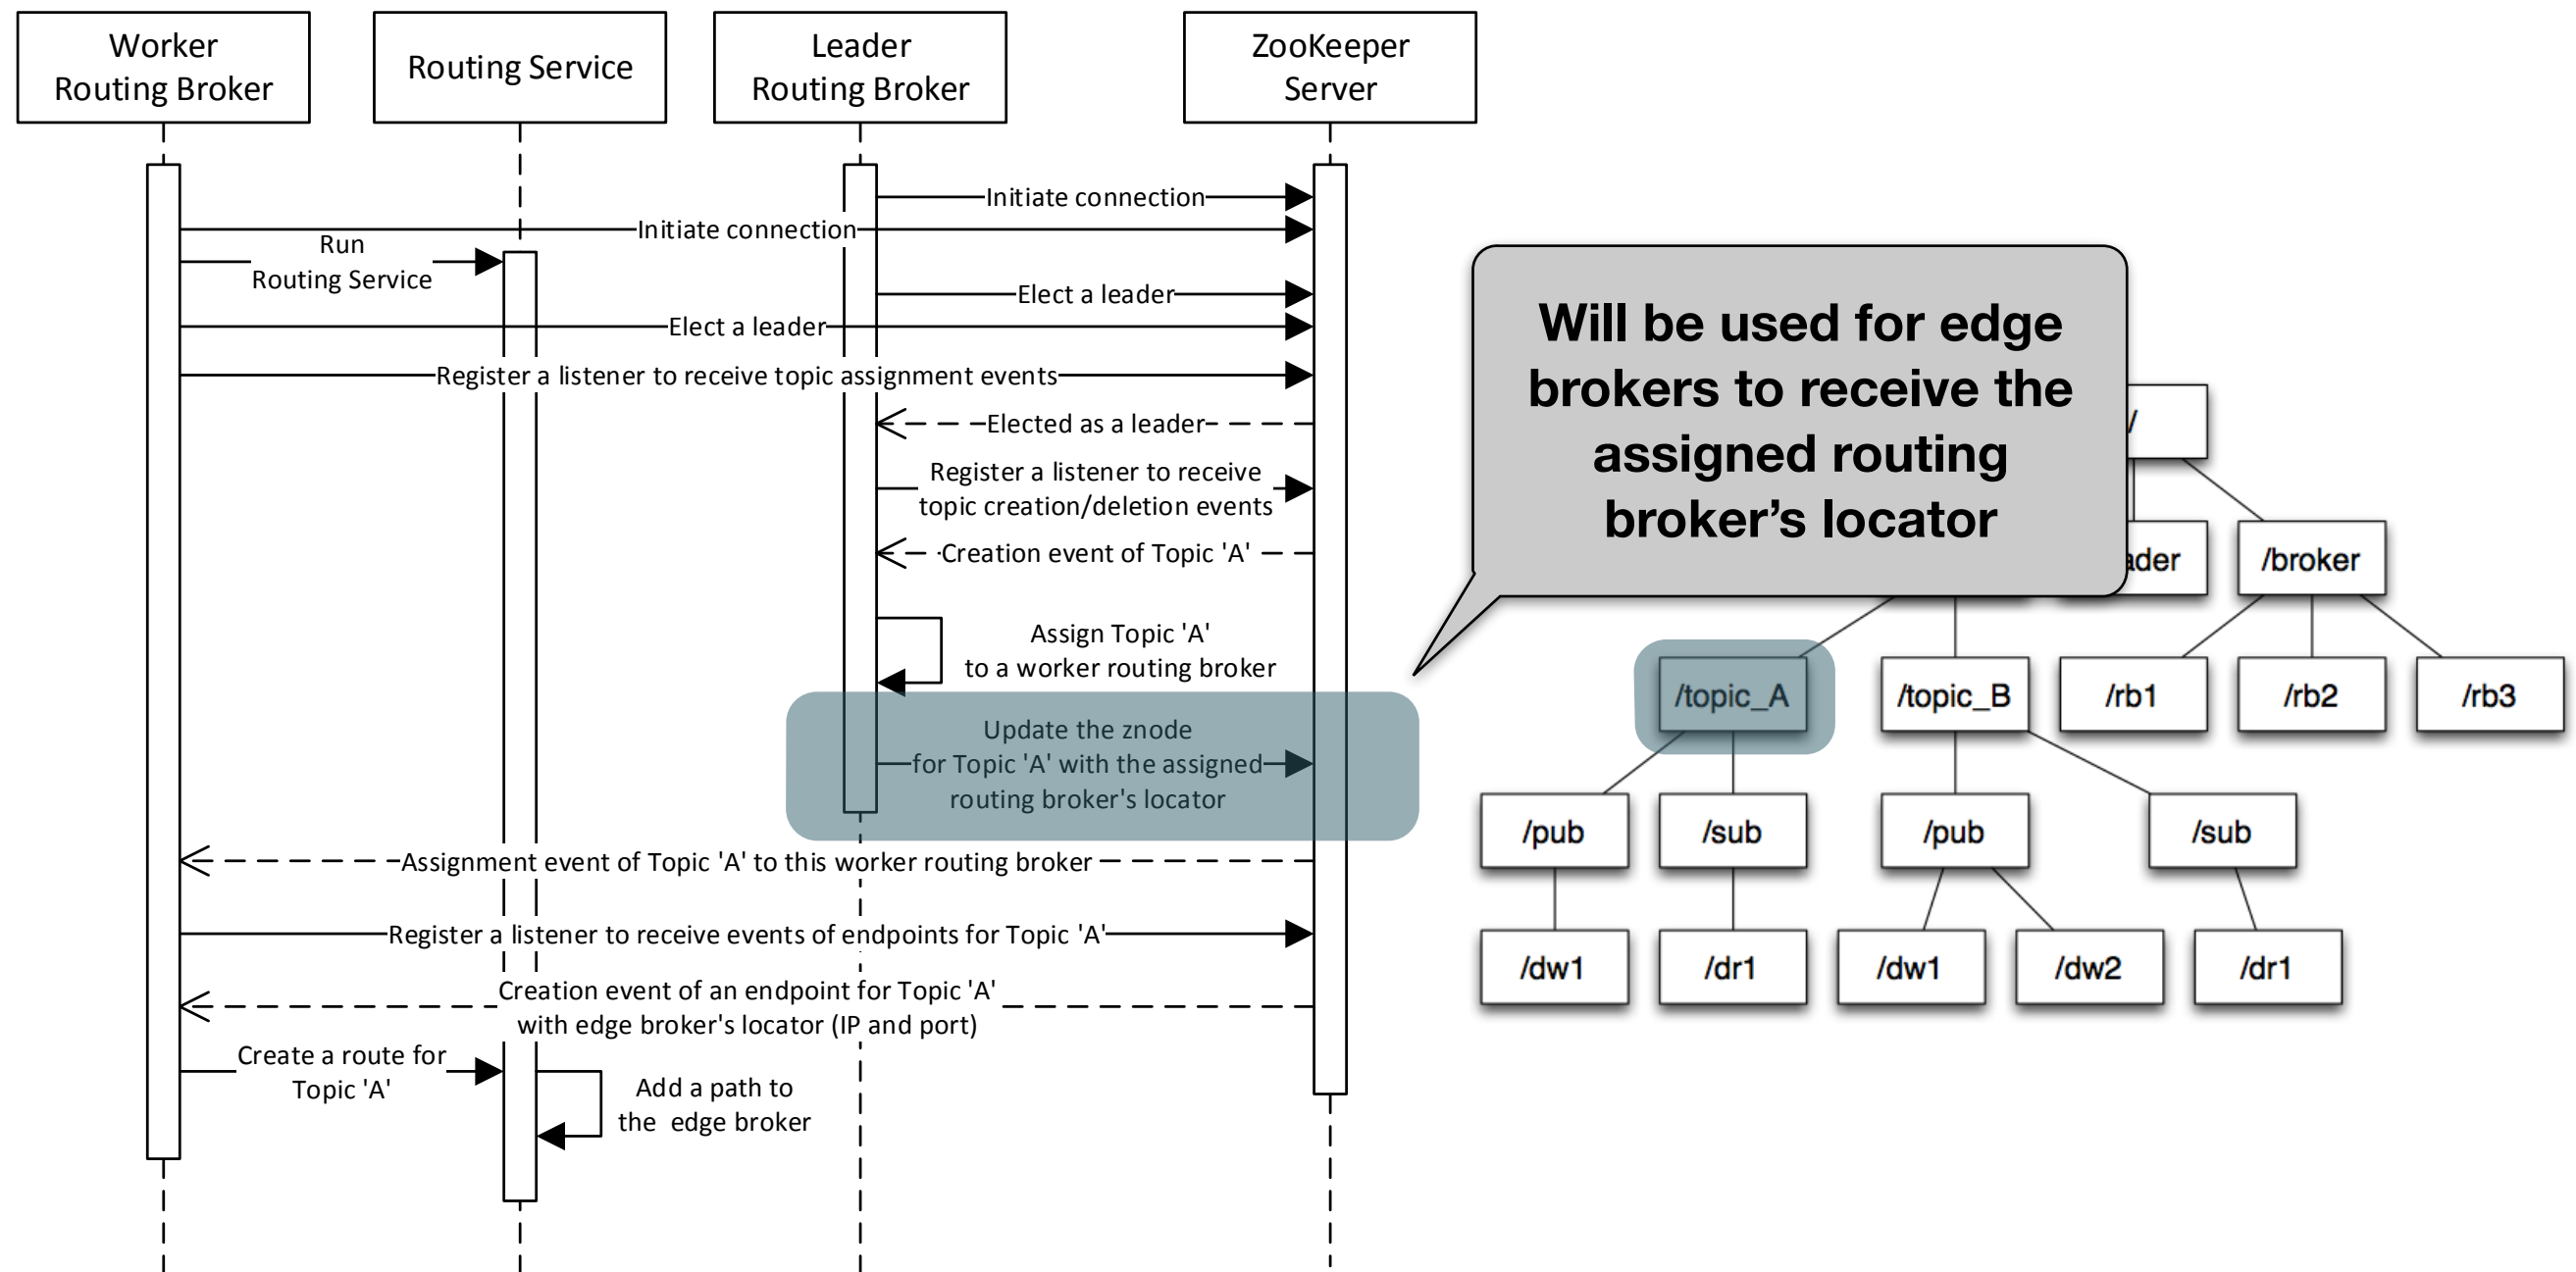 Worker
Routing Broker
Routing Service
Leader
Routing Broker
ZooKeeper
Server
Initiate connection
Initiate connection
Run
Routing Service
Elect a leader
Elect a leader
Register a listener to receive topic assignment events
Elected as a leader
Register a listener to receive
topic creation/deletion events
Creation event of Topic 'A'
Assign Topic 'A'
to a worker routing broker
Update the znode
for Topic 'A' with the assigned
routing broker's locator
Assignment event of Topic 'A' to this worker routing broker
Register a listener to receive events of endpoints for Topic 'A'
Creation event of an endpoint for Topic 'A'
with edge broker's locator (IP and port)
Create a route for
Topic 'A'
Add a path to
the edge broker
Will be used for edge
brokers to receive the
assigned routing
broker’s locator
/
/broker
/topic_A
/topic_B
/rb1
/rb2
/rb3
/pub
/sub
/pub
/sub
/dw1
/dr1
/dw1
/dw2
/dr1